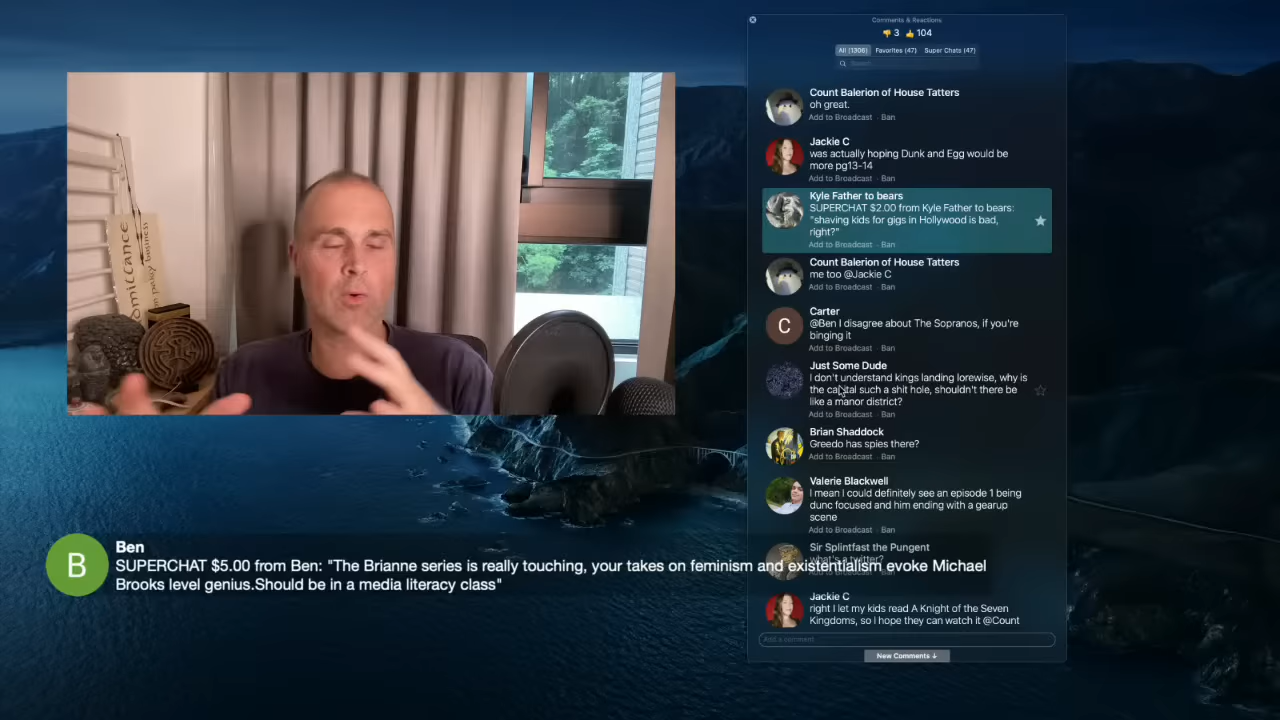 Comments & Reactions
👎 3 👍 104
All (1306) Favorites (47) Super Chats (47)
Search
Count Balerion of House Tatters
oh great.
Add to Broadcast · Ban
Jackie C
was actually hoping Dunk and Egg would be
more pg13-14
Add to Broadcast · Ban
Kyle Father to bears
SUPERCHAT $2.00 from Kyle Father to bears:
"shaving kids for gigs in Hollywood is bad,
right?"
Add to Broadcast · Ban
Count Balerion of House Tatters
me too @Jackie C
Add to Broadcast · Ban
C
Carter
@Ben I disagree about The Sopranos, if you're
binging it
Add to Broadcast · Ban
Just Some Dude
I don't understand kings landing lorewise, why is
the capital such a shit hole, shouldn't there be
like a manor district?
Add to Broadcast · Ban
Brian Shaddock
Greedo has spies there?
Add to Broadcast · Ban
Valerie Blackwell
I mean I could definitely see an episode 1 being
dunc focused and him ending with a gearup
scene
Add to Broadcast · Ban
Sir Splintfast the Pungent
what's a twitter?
Jackie C
right I let my kids read A Knight of the Seven
Kingdoms, so I hope they can watch it @Count
Add a comment
New Comments ↓
B
Ben
SUPERCHAT $5.00 from Ben: "The Brianne series is really touching, your takes on feminism and existentialism evoke Michael
Brooks level genius.Should be in a media literacy class"